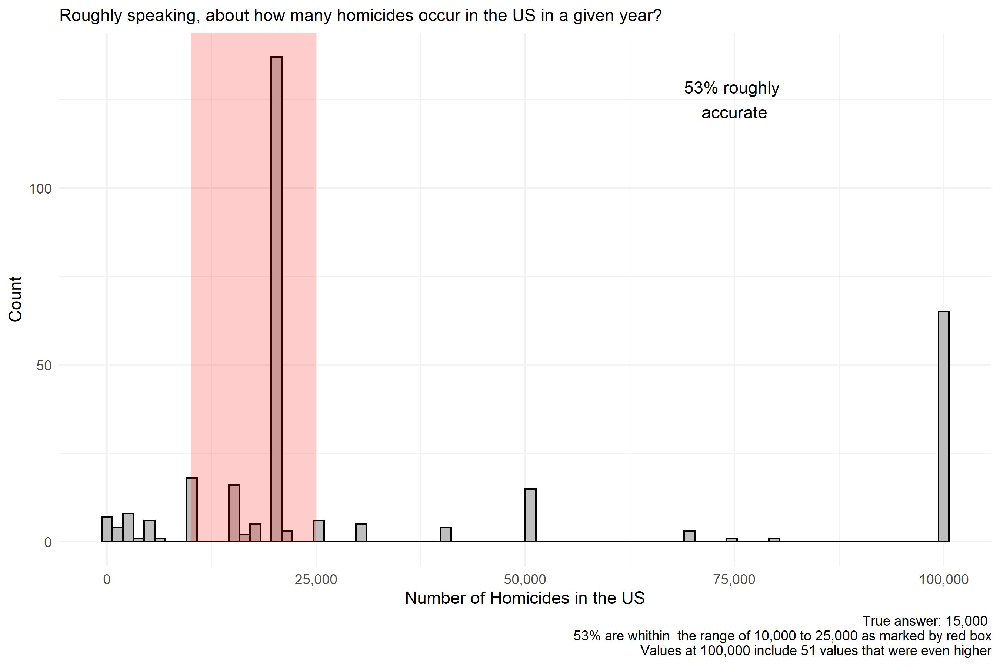 Roughly speaking, about how many homicides occur in the US in a given year?
53% roughly
accurate
100
50
0
Count
0
25,000
50,000
75,000
100,000
Number of Homicides in the US
True answer: 15,000
53% are whithin  the range of 10,000 to 25,000 as marked by red box
Values at 100,000 include 51 values that were even higher